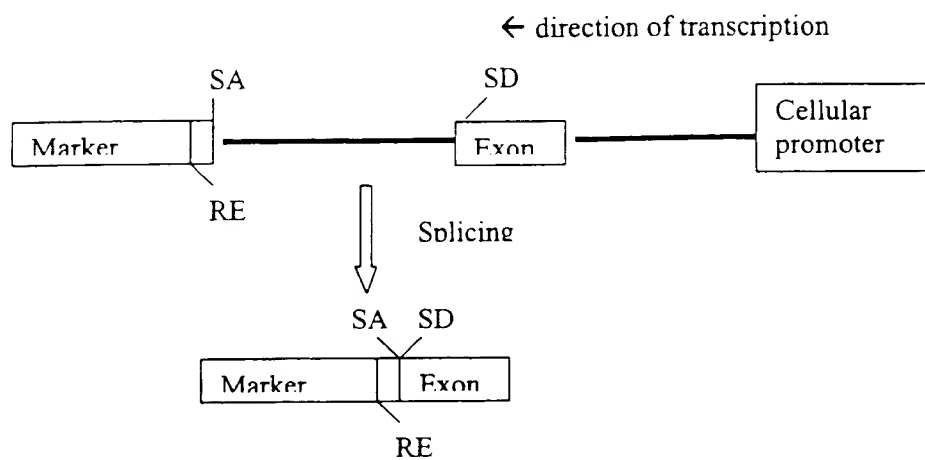 ← direction of transcription
SA
SD
Cellular
promoter
Marker
Exon
RE
Splicing
SA SD
Marker
Exon
RE